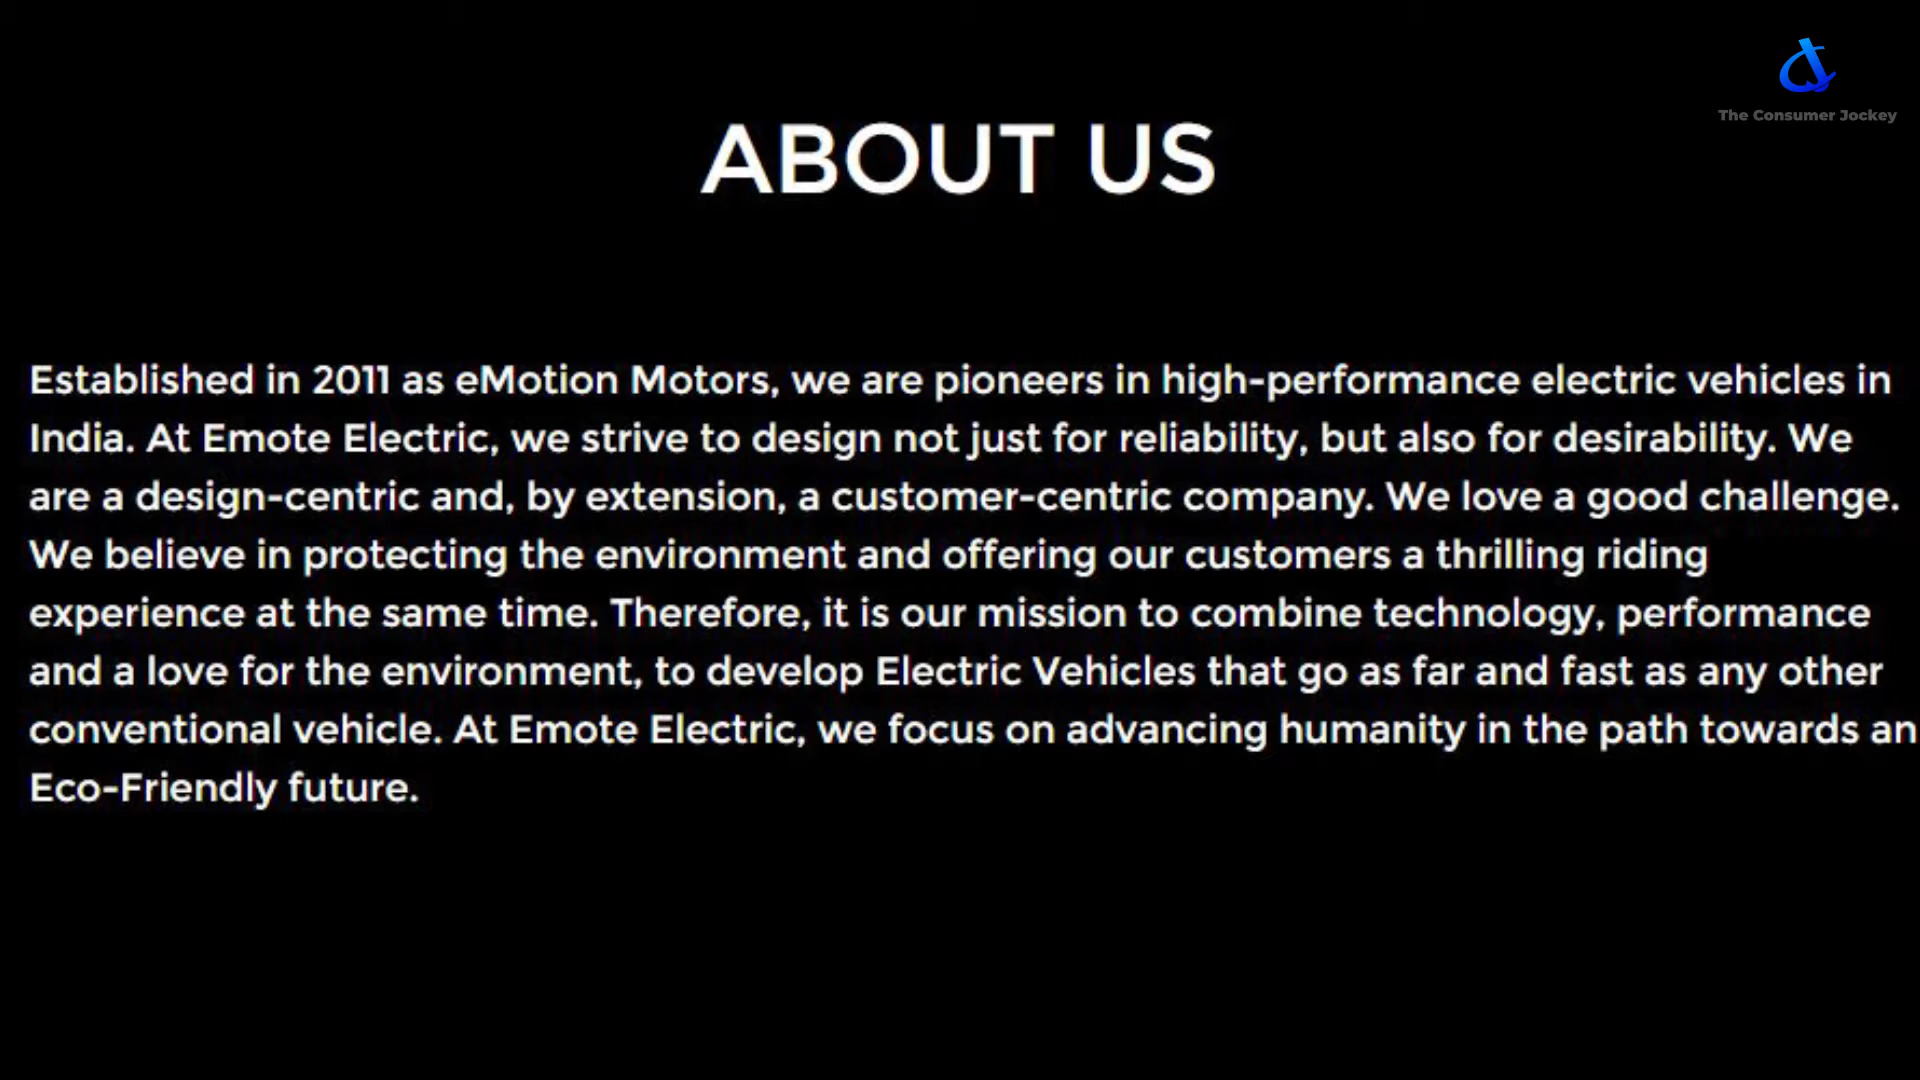 The Consumer Jockey
ABOUT US
Established in 2011 as eMotion Motors, we are pioneers in high-performance electric vehicles in
India. At Emote Electric, we strive to design not just for reliability, but also for desirability. We
are a design-centric and, by extension, a customer-centric company. We love a good challenge.
We believe in protecting the environment and offering our customers a thrilling riding
experience at the same time. Therefore, it is our mission to combine technology, performance
and a love for the environment, to develop Electric Vehicles that go as far and fast as any other
conventional vehicle. At Emote Electric, we focus on advancing humanity in the path towards an
Eco-Friendly future.